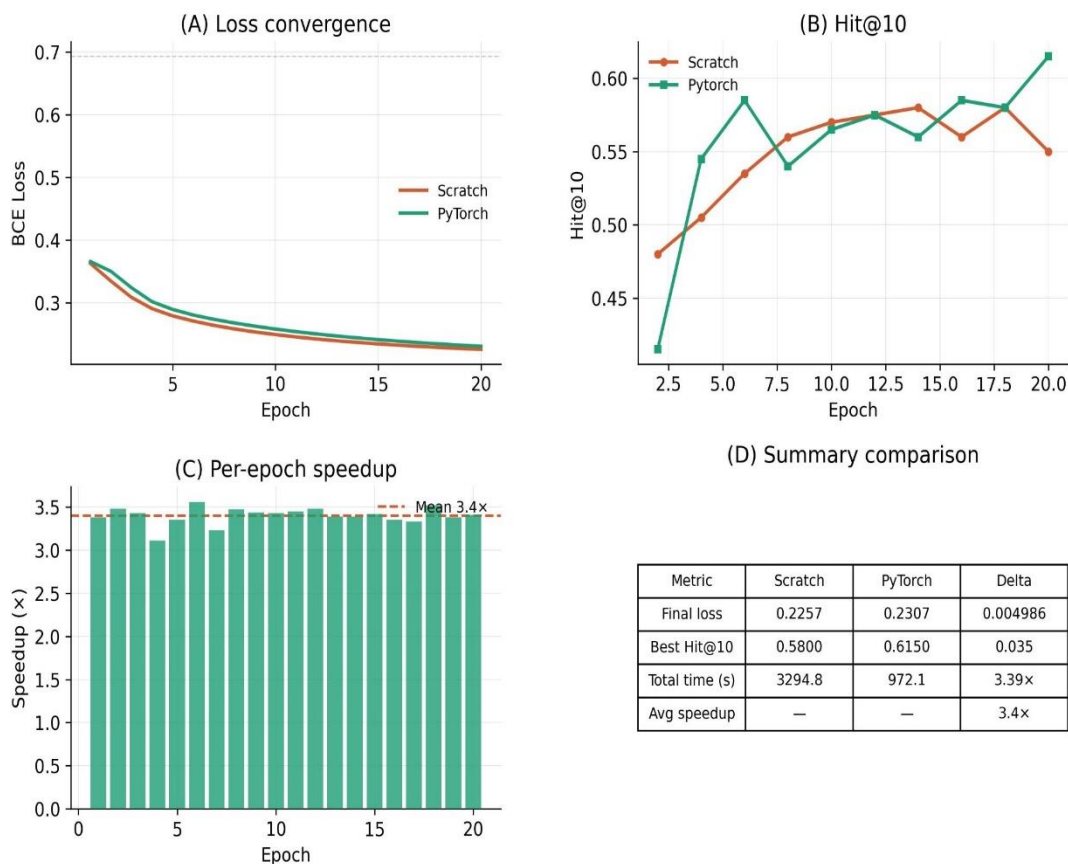 (A) Loss convergence
BCE Loss
0.7
0.6
0.5
0.4
0.3
Scratch
PyTorch
5 10 15 20
Epoch
(B) Hit@10
Hit@10
0.60
0.55
0.50
0.45
Scratch
Pytorch
2.5 5.0 7.5 10.0 12.5 15.0 17.5 20.0
Epoch
(C) Per-epoch speedup
Speedup (×)
3.5
3.0
2.5
2.0
1.5
1.0
0.5
0.0
Mean 3.4×
0 5 10 15 20
Epoch
(D) Summary comparison
Metric Scratch PyTorch Delta
Final loss 0.2257 0.2307 0.004986
Best Hit@10 0.5800 0.6150 0.035
Total time (s) 3294.8 972.1 3.39×
Avg speedup — — 3.4×